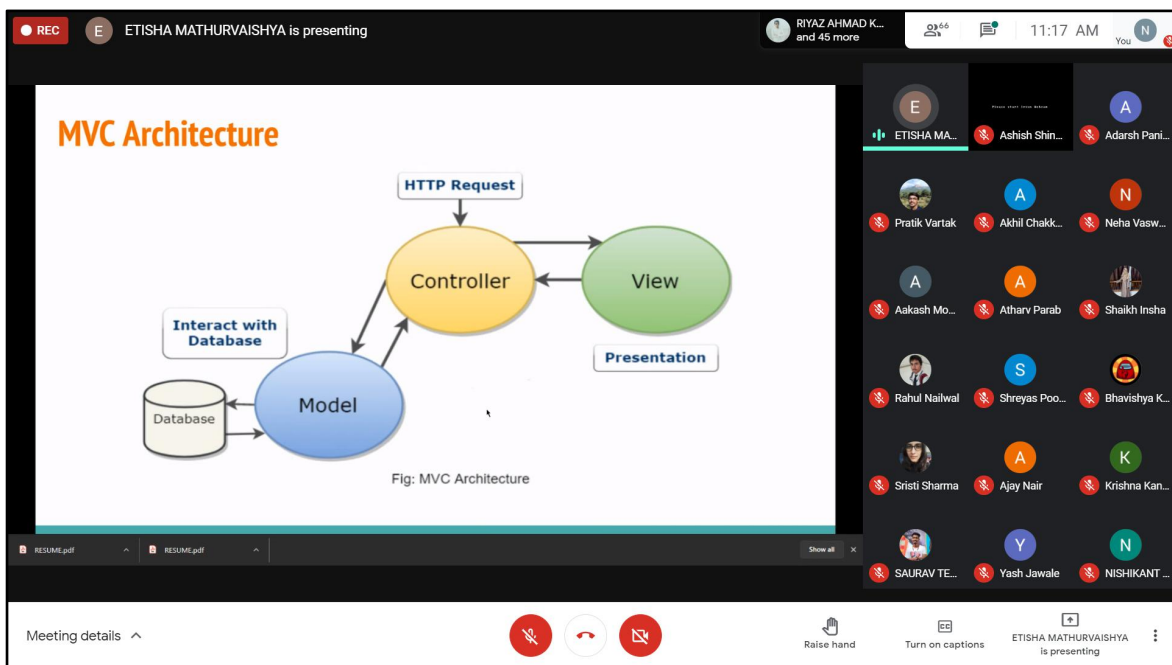 REC
E
ETISHA MATHURVAISHYA is presenting
RIYAZ AHMAD K...
and 45 more
66
11:17 AM
You
N
MVC Architecture
HTTP Request
Controller
View
Interact with
Database
Presentation
Model
Database
Fig: MVC Architecture
RESUME.pdf
RESUME.pdf
Show all
E
ETISHA MA...
Ashish Shin...
A
Adarsh Pani...
Pratik Vartak
A
Akhil Chakk...
N
Neha Vasw...
A
Aakash Mo...
A
Atharv Parab
Shaikh Insha
Rahul Nailwal
S
Shreyas Poo...
Bhavishya K...
Sristi Sharma
A
Ajay Nair
K
Krishna Kan...
SAURAV TE...
Y
Yash Jawale
N
NISHIKANT ...
Meeting details
Raise hand
CC
Turn on captions
ETISHA MATHURVAISHYA
is presenting